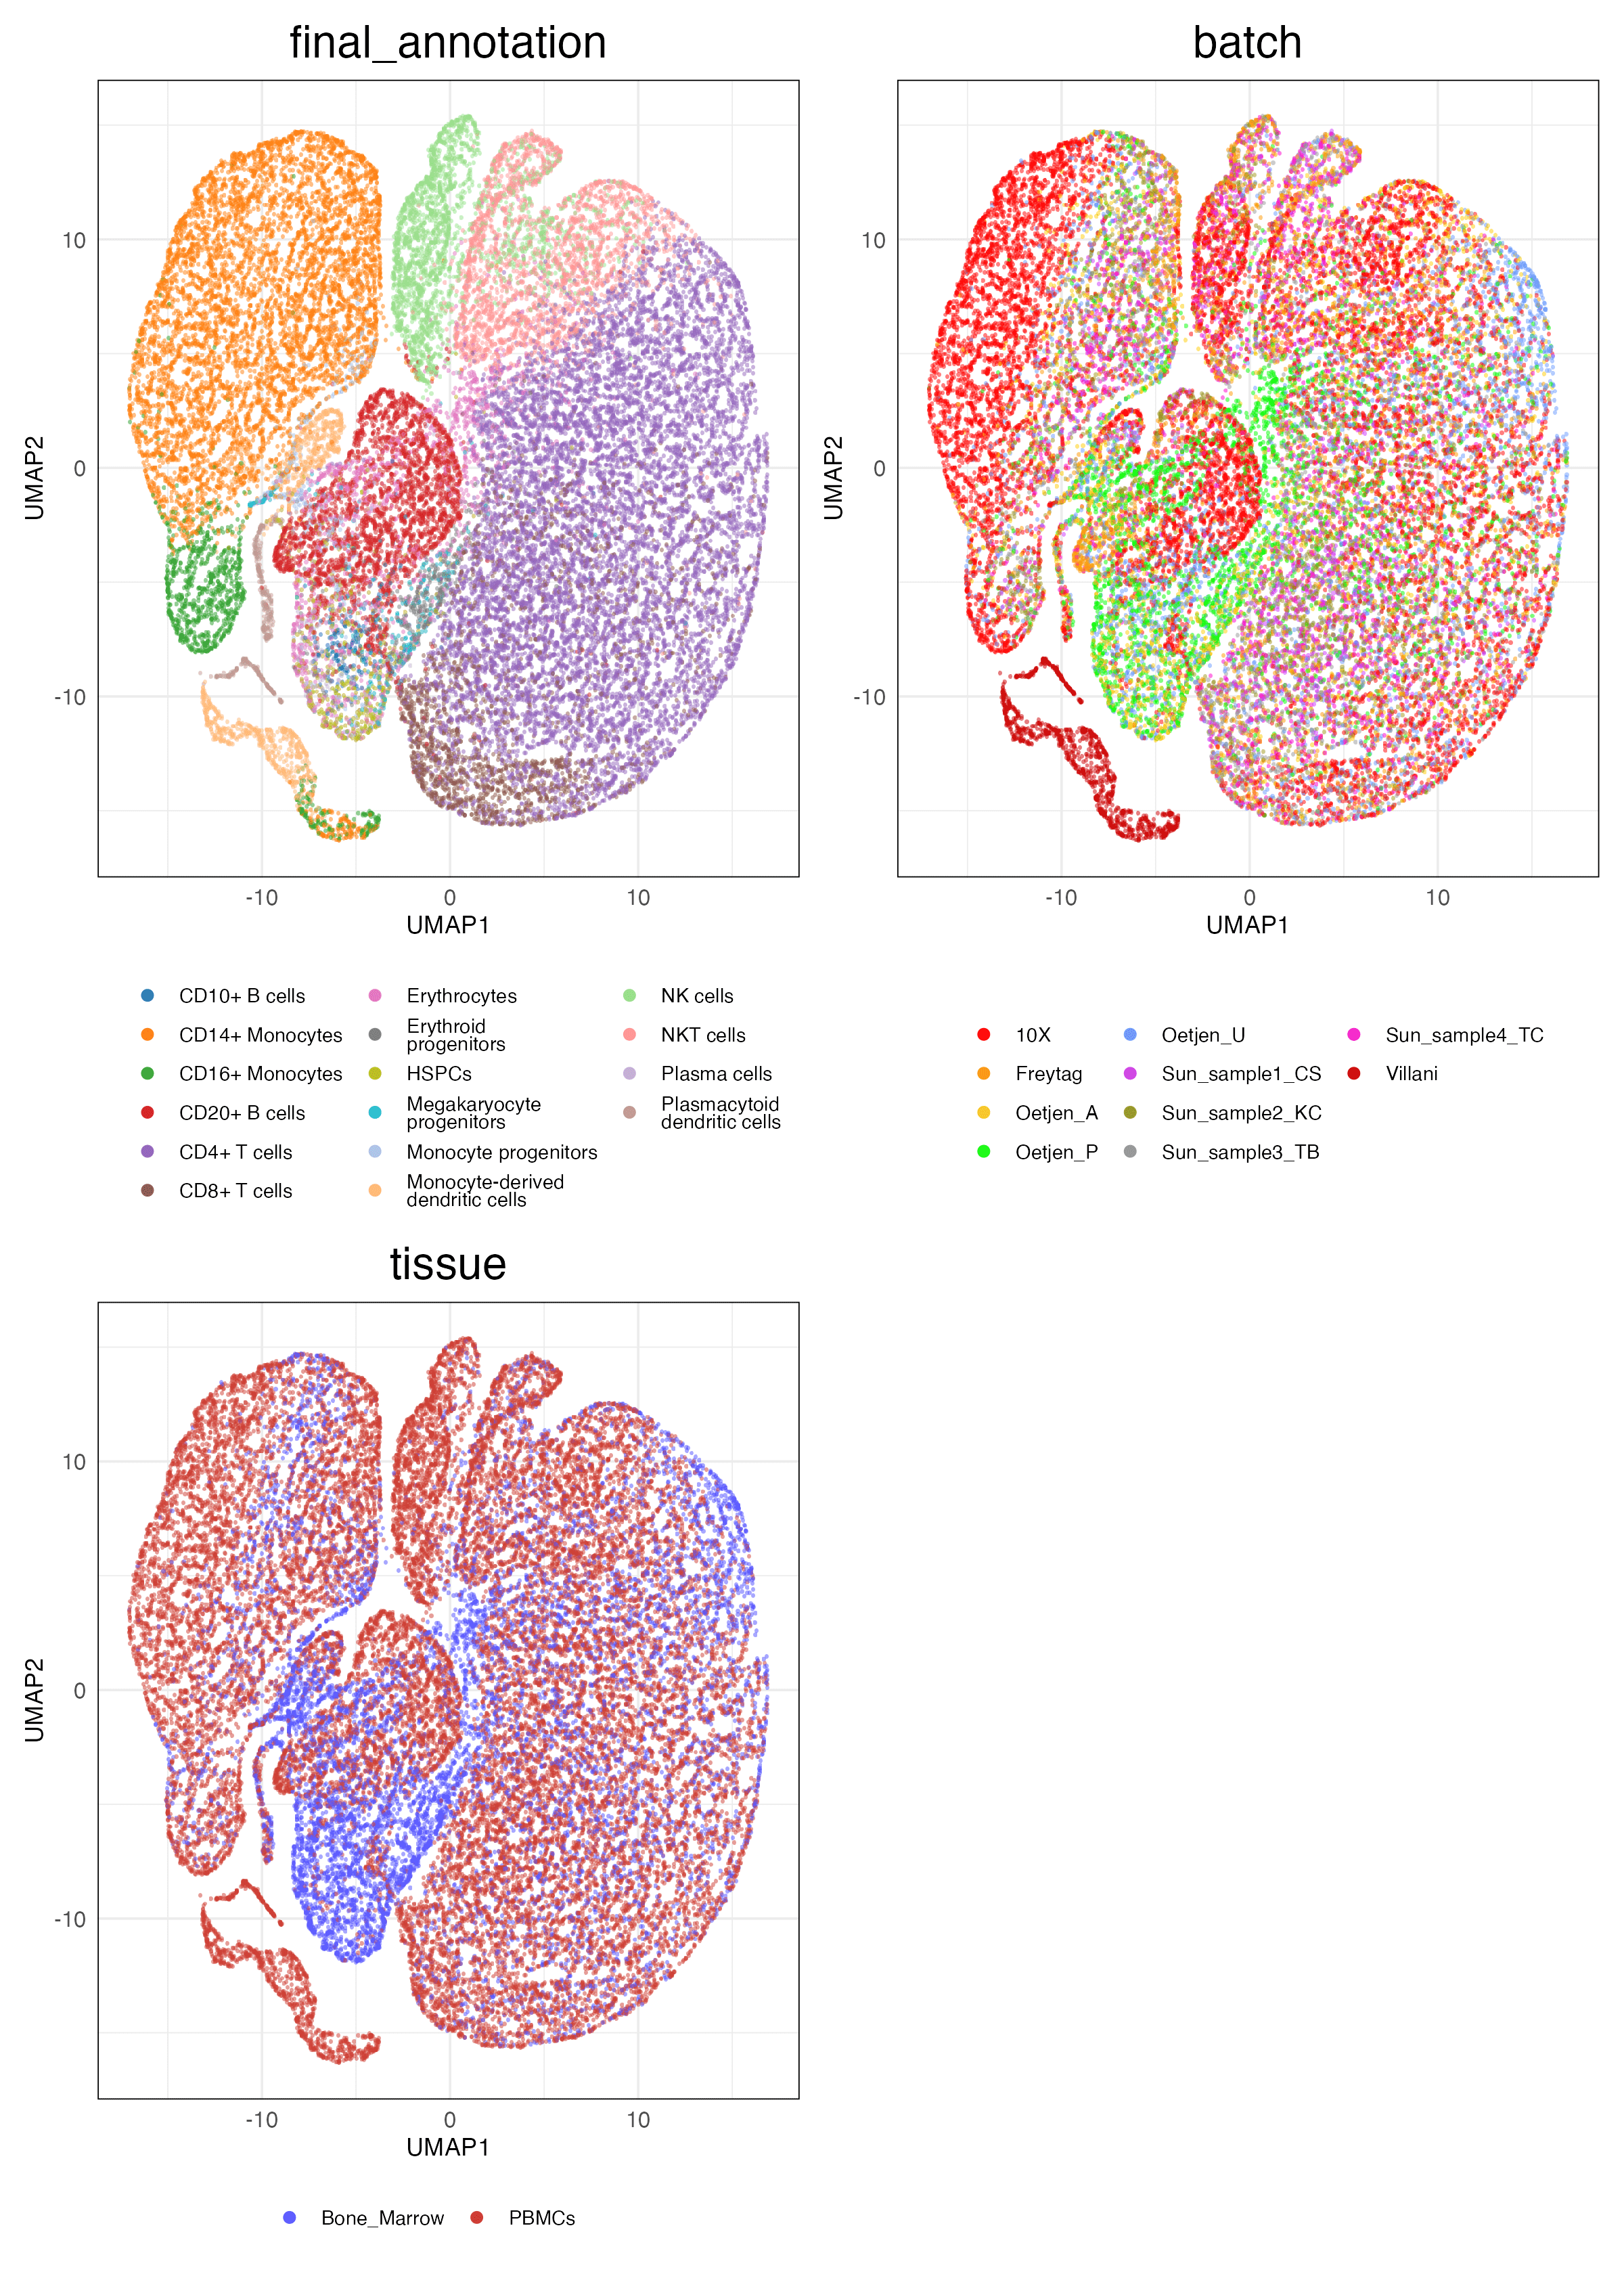 final_annotation
UMAP2
10
0
-10
-10
0
10
UMAP1
CD10+ B cells
CD14+ Monocytes
CD16+ Monocytes
CD20+ B cells
CD4+ T cells
CD8+ T cells
Erythrocytes
Erythroid
progenitors
HSPCs
Megakaryocyte
progenitors
Monocyte progenitors
Monocyte-derived
dendritic cells
NK cells
NKT cells
Plasma cells
Plasmacytoid
dendritic cells
batch
UMAP2
10
0
-10
-10
0
10
UMAP1
10X
Freytag
Oetjen_A
Oetjen_P
Oetjen_U
Sun_sample1_CS
Sun_sample2_KC
Sun_sample3_TB
Sun_sample4_TC
Villani
tissue
UMAP2
10
0
-10
-10
0
10
UMAP1
Bone_Marrow
PBMCs